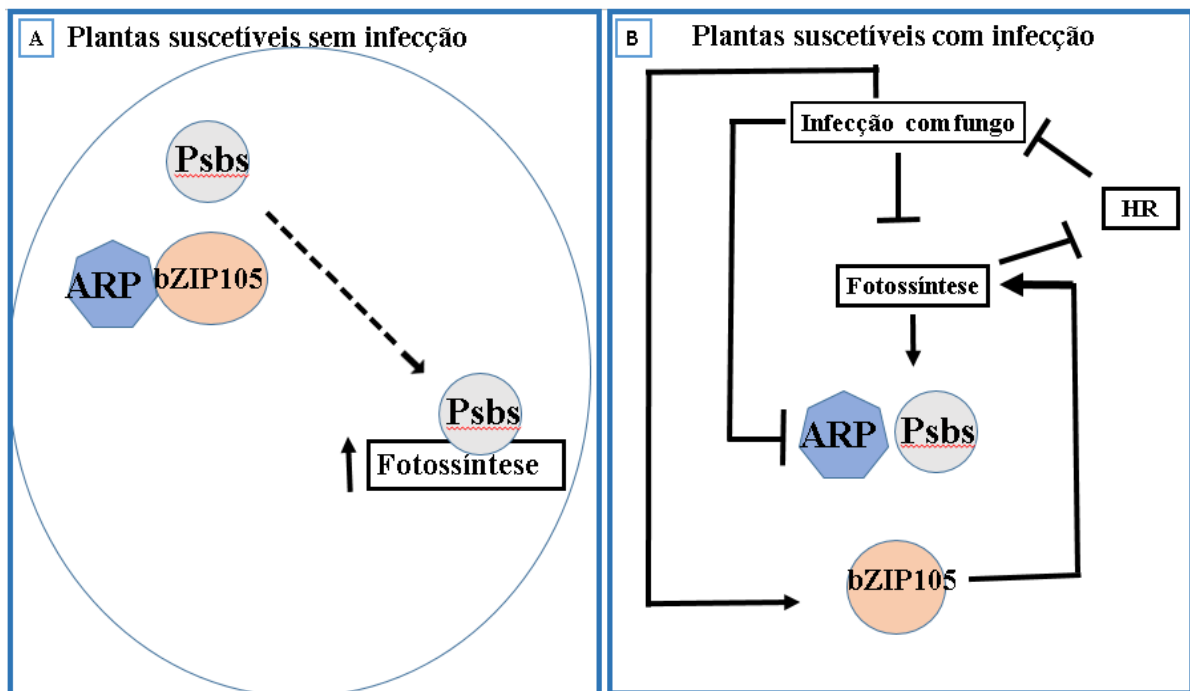 A Plantas suscetíveis sem infecção
Psbs
ARP bZIP105
Psbs
Fotossíntese
B Plantas suscetíveis com infecção
Infecção com fungo
HR
Fotossíntese
ARP Psbs
bZIP105